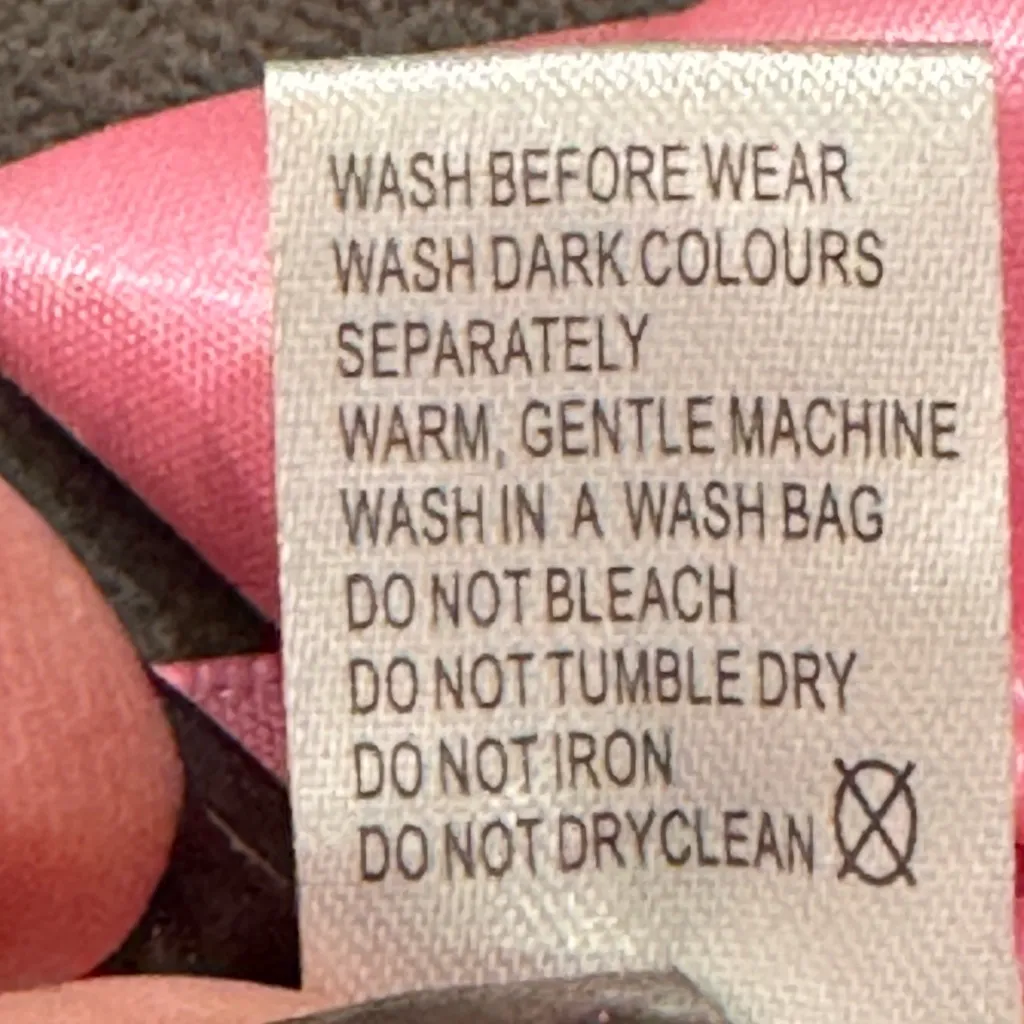 WASH BEFORE WEAR
WASH DARK COLOURS
SEPARATELY
WARM, GENTLE MACHINE
WASH IN A WASH BAG
DO NOT BLEACH
DO NOT TUMBLE DRY
DO NOT IRON
DO NOT DRYCLEAN